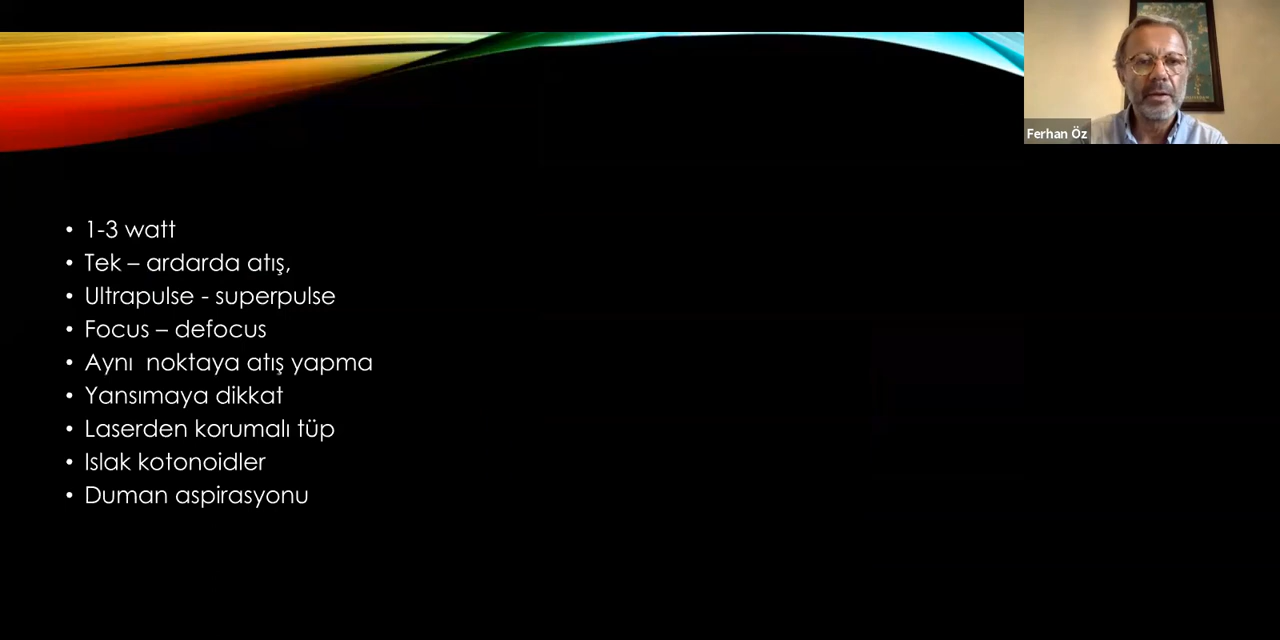 • 1-3 watt
• Tek – ardarda atış,
• Ultrapulse - superpulse
• Focus – defocus
• Aynı  noktaya atış yapma
• Yansımaya dikkat
• Laserden korumalı tüp
• Islak kotonoidler
• Duman aspirasyonu
Ferhan Öz